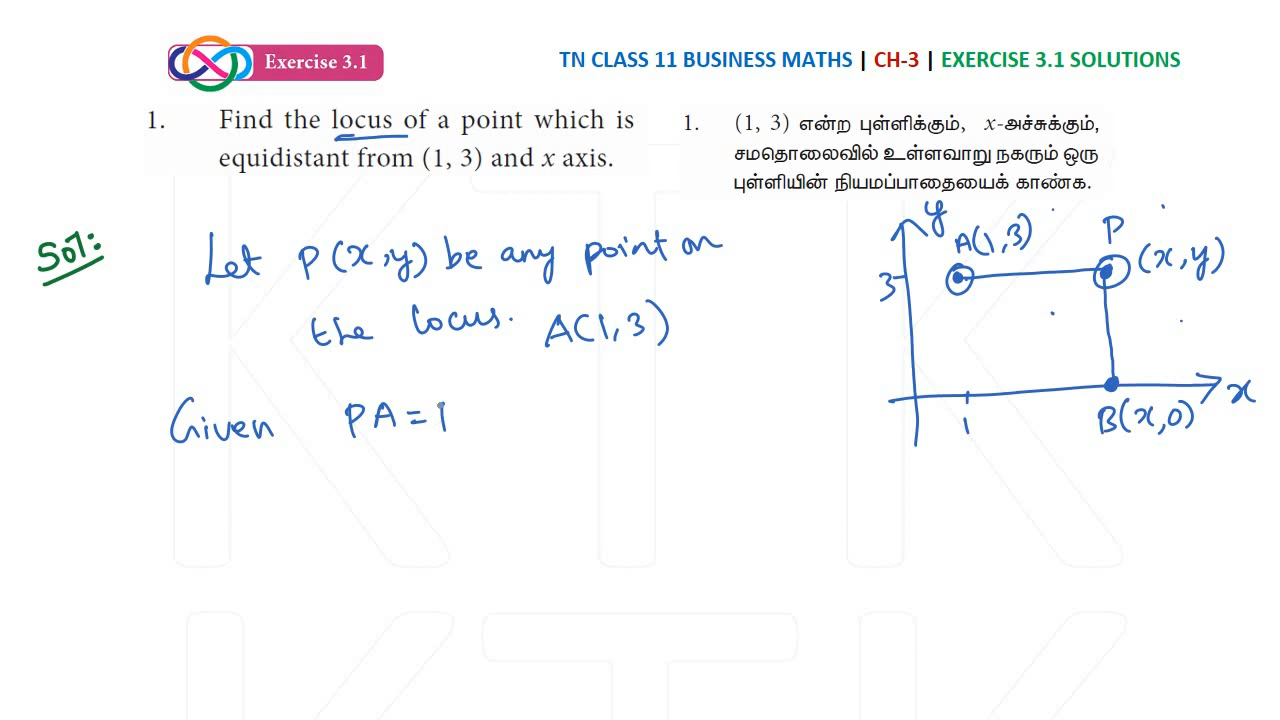 Exercise 3.1
TN CLASS 11 BUSINESS MATHS | CH-3 | EXERCISE 3.1 SOLUTIONS
1. Find the locus of a point which is
equidistant from (1, 3) and x axis.
1. (1, 3) என்ற புள்ளிக்கும், x-அச்சுக்கும்,
சமதொலைவில் உள்ளவாறு நகரும் ஒரு
புள்ளியின் நியமப்பாதையைக் காண்க.
Sol:
Let P(x,y) be any point on
the locus. A(1,3)
Given PA=P
y
A(1,3)
P
(x,y)
3
x
1
B(x,0)
KTK
KTK